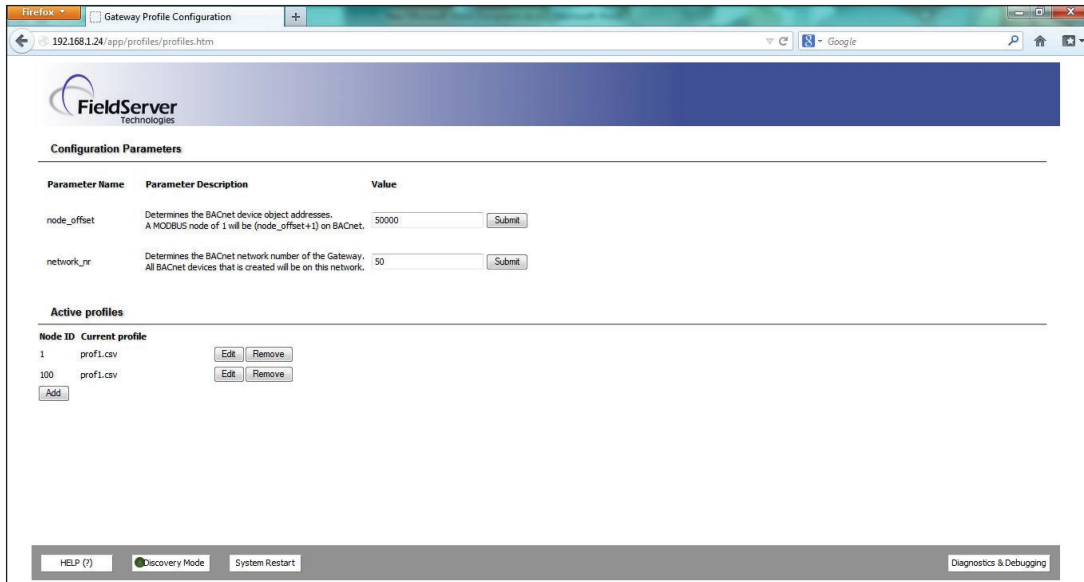 Firefox
Gateway Profile Configuration
+
192.168.1.24/app/profiles/profiles.htm
Google
FieldServer
Technologies
Configuration Parameters
Parameter Name Parameter Description Value
node_offset Determines the BACnet device object addresses.
A MODBUS node of 1 will be (node_offset+1) on BACnet. 50000 Submit
network_nr Determines the BACnet network number of the Gateway.
All BACnet devices that is created will be on this network. 50 Submit
Active profiles
Node ID Current profile
1 prof1.csv Edit Remove
100 prof1.csv Edit Remove
Add
HELP (?) Discovery Mode System Restart Diagnostics & Debugging